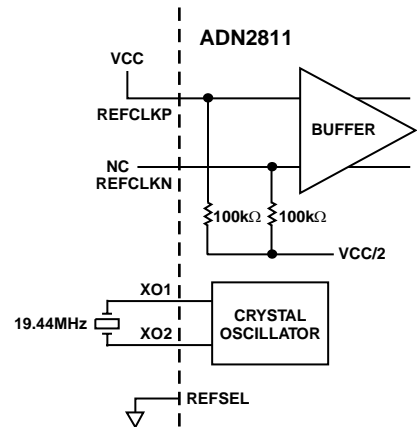 ADN2811
VCC
REFCLKP
BUFFER
NC
REFCLKN
100kΩ 100kΩ
VCC/2
XO1
19.44MHz
XO2
CRYSTAL
OSCILLATOR
REFSEL